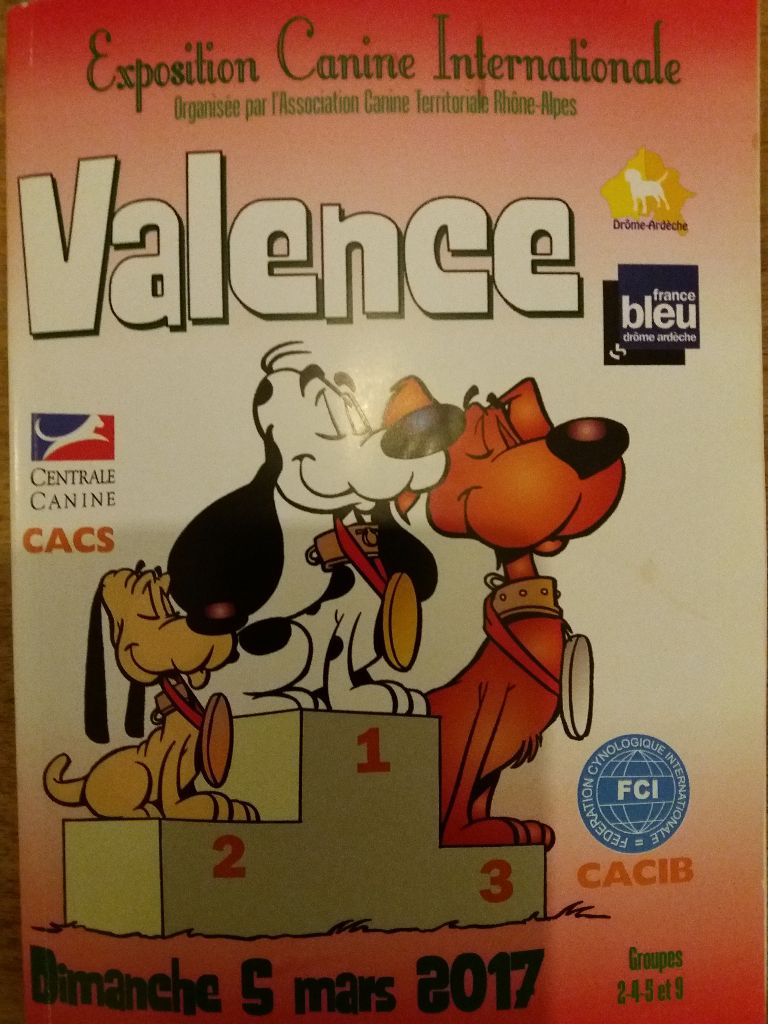 Exposition Canine Internationale
Organisée par l'Association Canine Territoriale Rhône-Alpes
Valence
Drôme-Ardèche
france
bleu
drôme ardèche
CENTRALE
CANINE
CACS
1
2
3
FEDERATION CYNOLOGIQUE INTERNATIONALE =
FCI
CACIB
Dimanche 5 mars 2017
Groupes
2-4-5 et 9